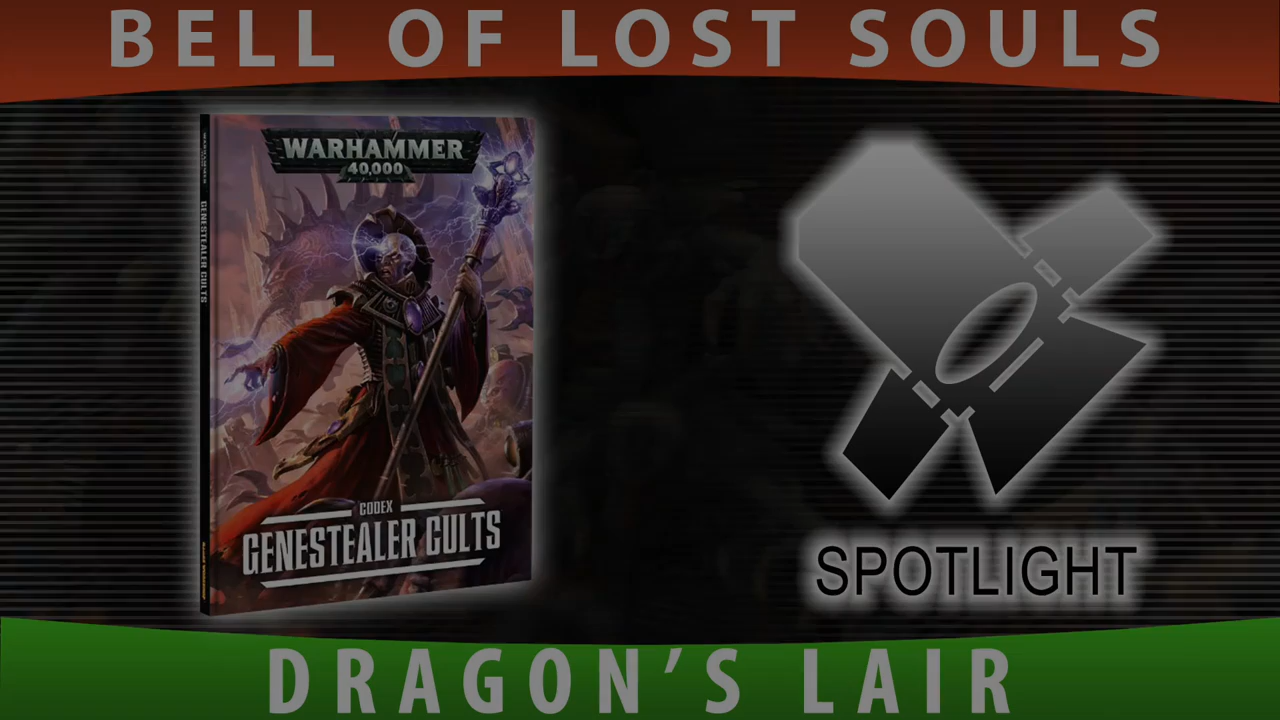 BELL OF LOST SOULS
WARHAMMER
40,000
GENESTEALER CULTS
CODEX
GENESTEALER CULTS
SPOTLIGHT
DRAGON'S LAIR